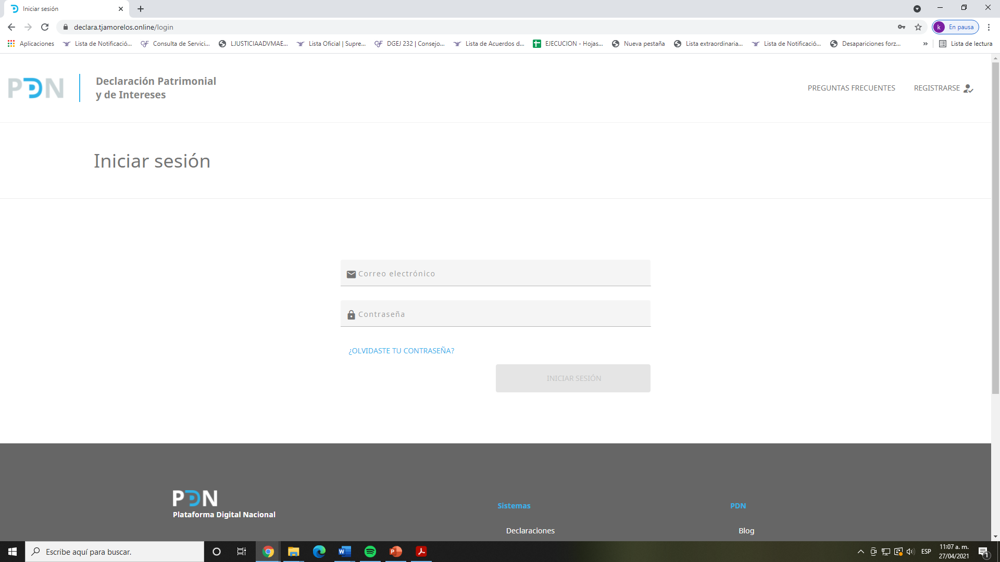 Iniciar sesión
declara.tjamorelos.online/login
k En pausa
Aplicaciones
Lista de Notificació...
Consulta de Servici...
LJUSTICIAADVMAE...
Lista Oficial | Supre...
DGEJ 232 | Consejo...
Lista de Acuerdos d...
EJECUCION - Hojas...
Nueva pestaña
Lista extraordinaria...
Lista de Notificació...
Desapariciones forz...
»
Lista de lectura
PDN
Declaración Patrimonial
y de Intereses
PREGUNTAS FRECUENTES
REGISTRARSE
Iniciar sesión
Correo electrónico
Contraseña
¿OLVIDASTE TU CONTRASEÑA?
INICIAR SESIÓN
PDN
Plataforma Digital Nacional
Sistemas
PDN
Declaraciones
Blog
Escribe aquí para buscar.
ESP
11:07 a. m.
27/04/2021
1